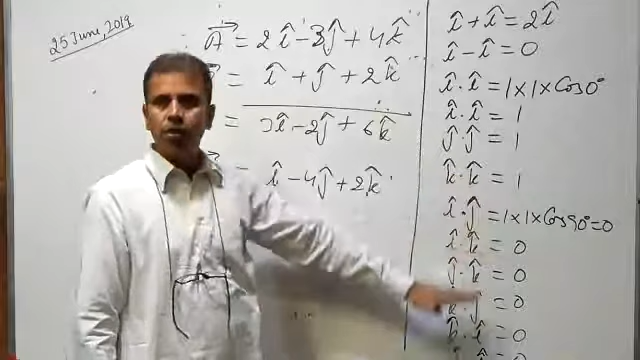 25 June, 2019
A⃗ = 2î - 3ĵ + 4k̂
= î + ĵ + 2k̂
= 3î - 2ĵ + 6k̂
= î - 4ĵ + 2k̂
î + î = 2î
î - î = 0
î · î = 1 × 1 × Cos 0°
î · î = 1
ĵ · ĵ = 1
k̂ · k̂ = 1
î · ĵ = 1 × 1 × Cos 90° = 0
î · k̂ = 0
ĵ · k̂ = 0
ĵ = 0
î = 0
= 0